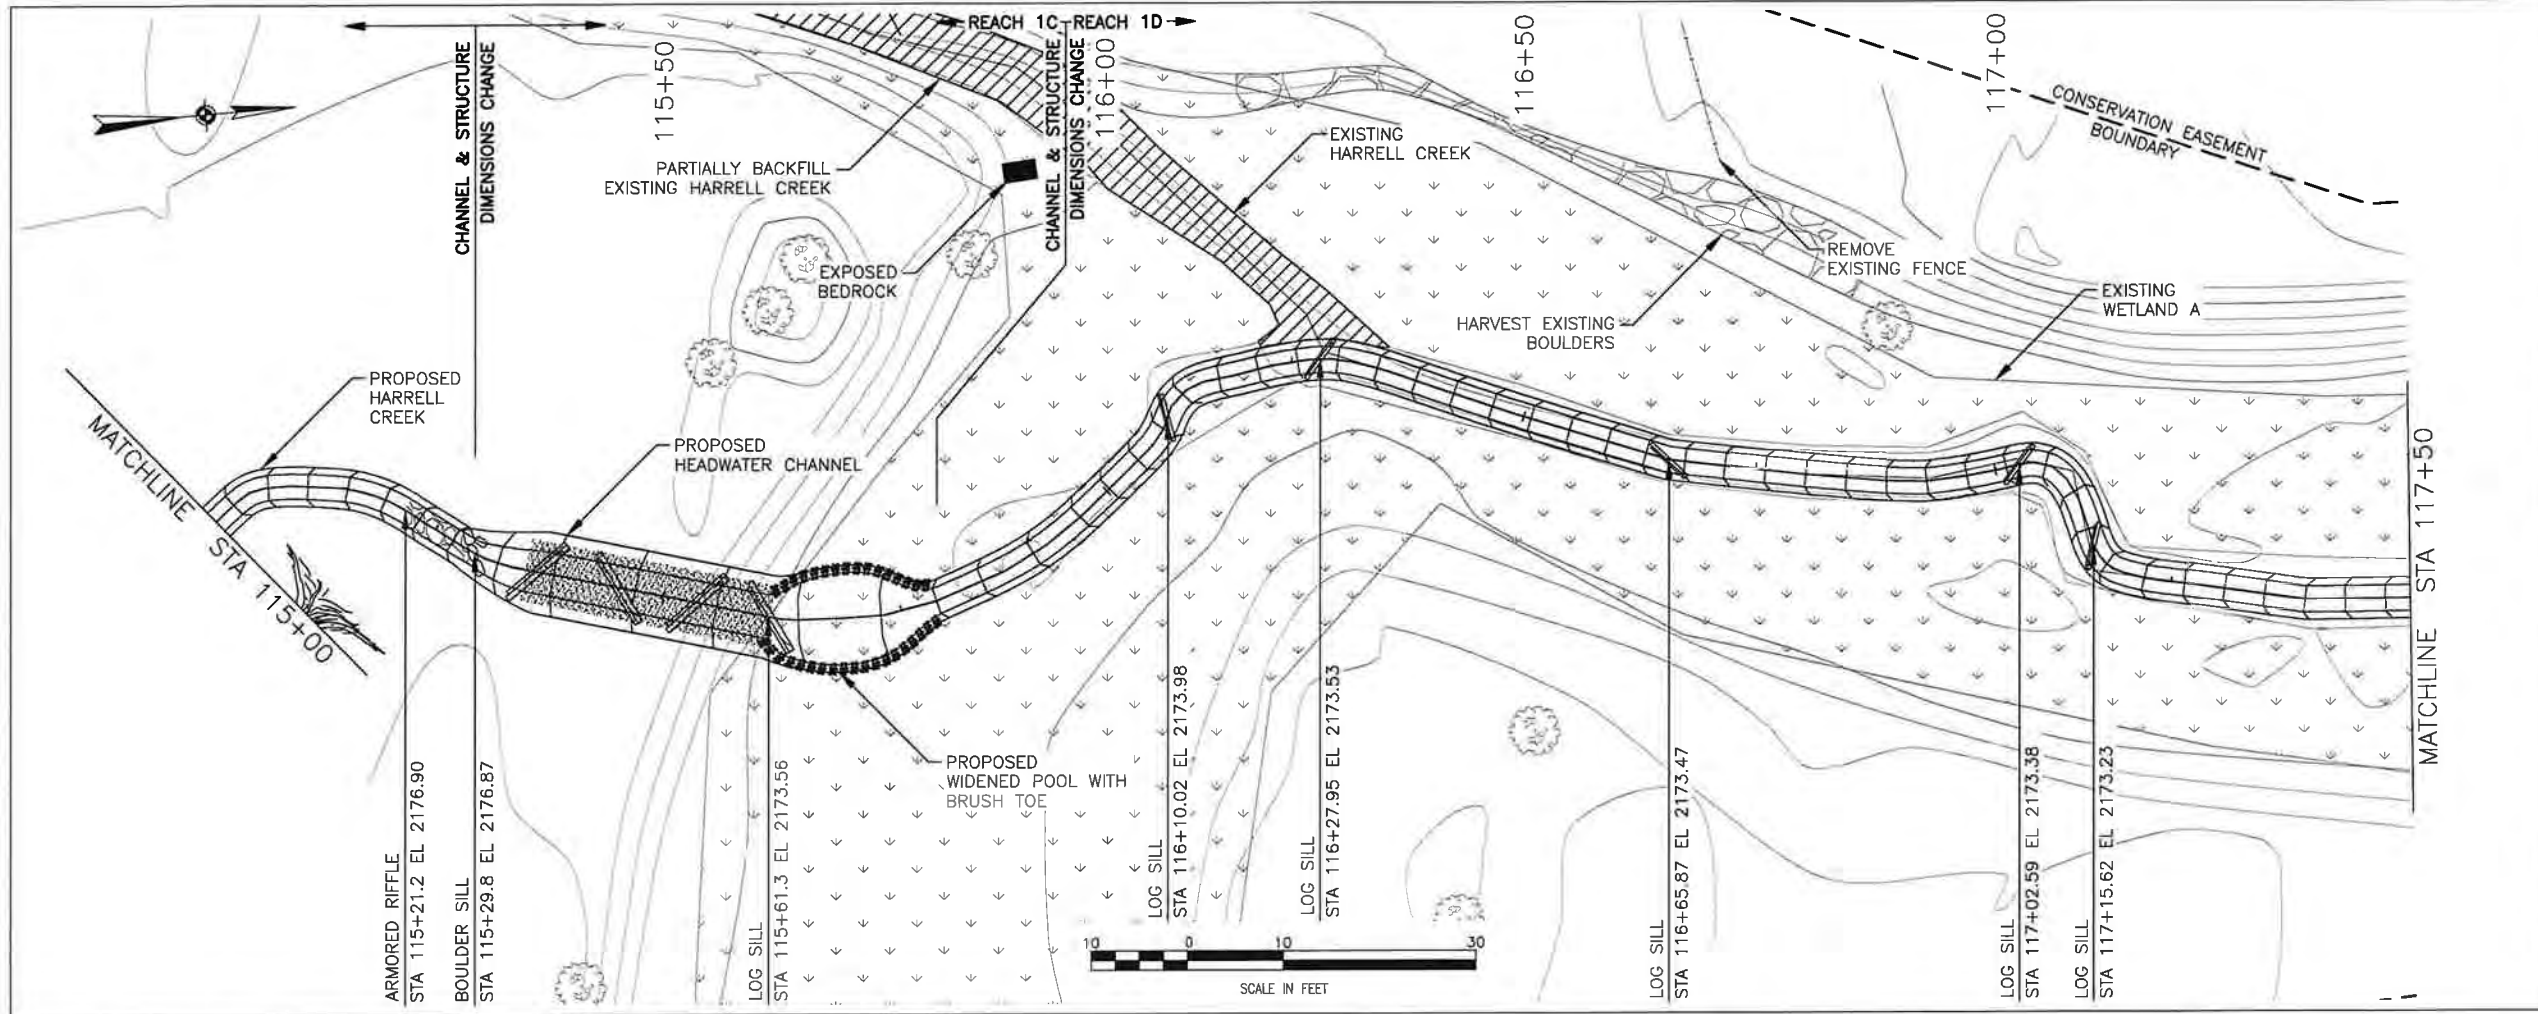 REACH 1C
REACH 1D
CHANNEL & STRUCTURE
DIMENSIONS CHANGE
115+50
CHANNEL & STRUCTURE
DIMENSIONS CHANGE
116+00
116+50
117+00
CONSERVATION EASEMENT
BOUNDARY
PARTIALLY BACKFILL
EXISTING HARRELL CREEK
EXISTING
HARRELL CREEK
EXPOSED
BEDROCK
REMOVE
EXISTING FENCE
EXISTING
WETLAND A
HARVEST EXISTING
BOULDERS
PROPOSED
HARRELL
CREEK
PROPOSED
HEADWATER CHANNEL
MATCHLINE STA 115+00
MATCHLINE STA 117+50
PROPOSED
WIDENED POOL WITH
BRUSH TOE
ARMORED RIFFLE
STA 115+21.2 EL 2176.90
BOULDER SILL
STA 115+29.8 EL 2176.87
LOG SILL
STA 115+61.3 EL 2173.56
LOG SILL
STA 116+10.02 EL 2173.98
LOG SILL
STA 116+27.95 EL 2173.53
LOG SILL
STA 116+65.87 EL 2173.47
LOG SILL
STA 117+02.59 EL 2173.38
LOG SILL
STA 117+15.62 EL 2173.23
10 0 10 30
SCALE IN FEET